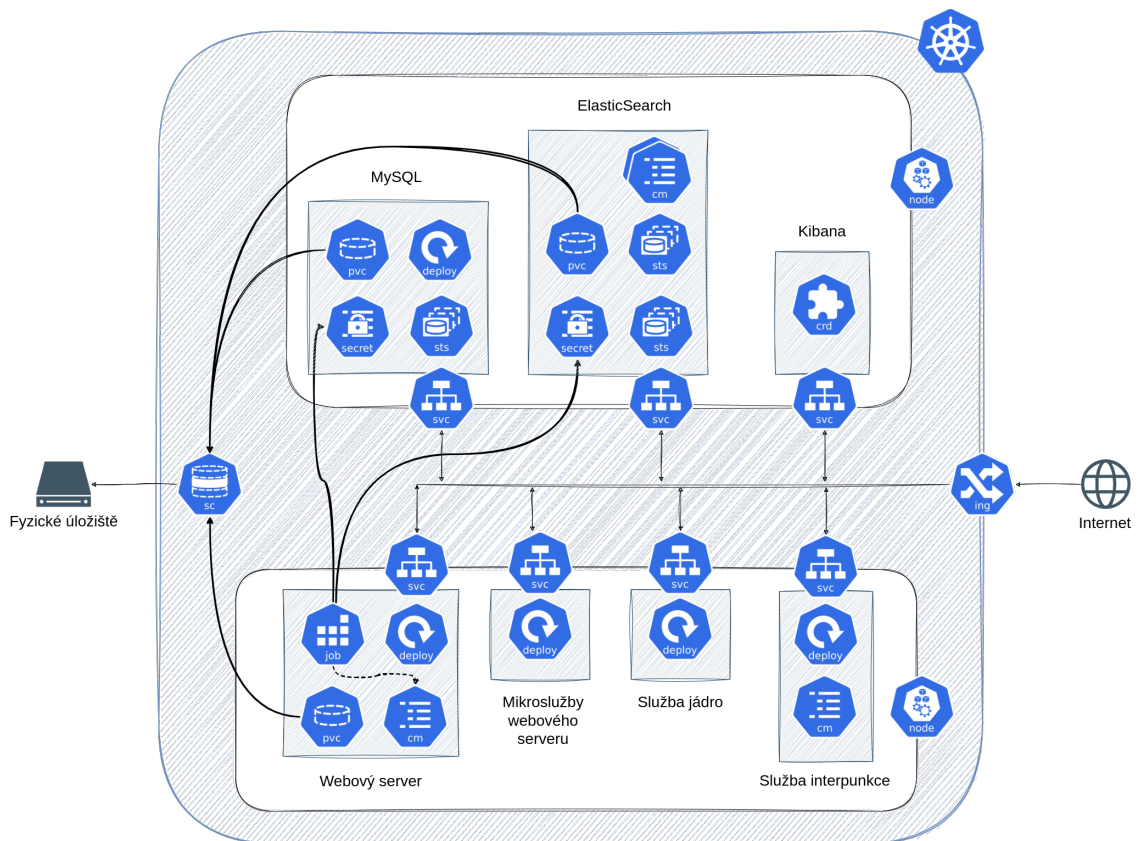 ElasticSearch
MySQL
Kibana
cm
node
pvc
deploy
pvc
sts
crd
secret
sts
secret
sts
svc
svc
svc
sc
ing
Fyzické úložiště
Internet
svc
svc
svc
svc
job
deploy
deploy
deploy
deploy
pvc
cm
cm
node
Mikroslužby
webového
serveru
Služba jádro
Webový server
Služba interpunkce